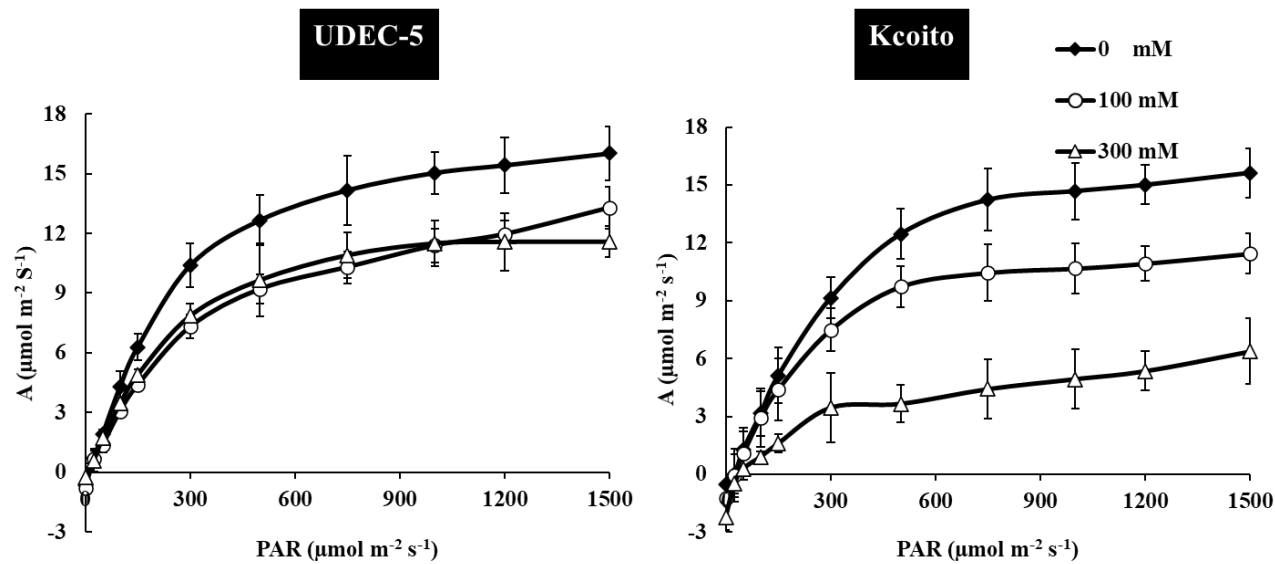 UDEC-5
Kcoito
0 mM
100 mM
300 mM
18
15
12
9
6
3
0
-3
A (µmol m⁻² S⁻¹)
0 300 600 900 1200 1500
PAR (µmol m⁻² s⁻¹)
18
15
12
9
6
3
0
-3
A (µmol m⁻² s⁻¹)
0 300 600 900 1200 1500
PAR (µmol m⁻² s⁻¹)